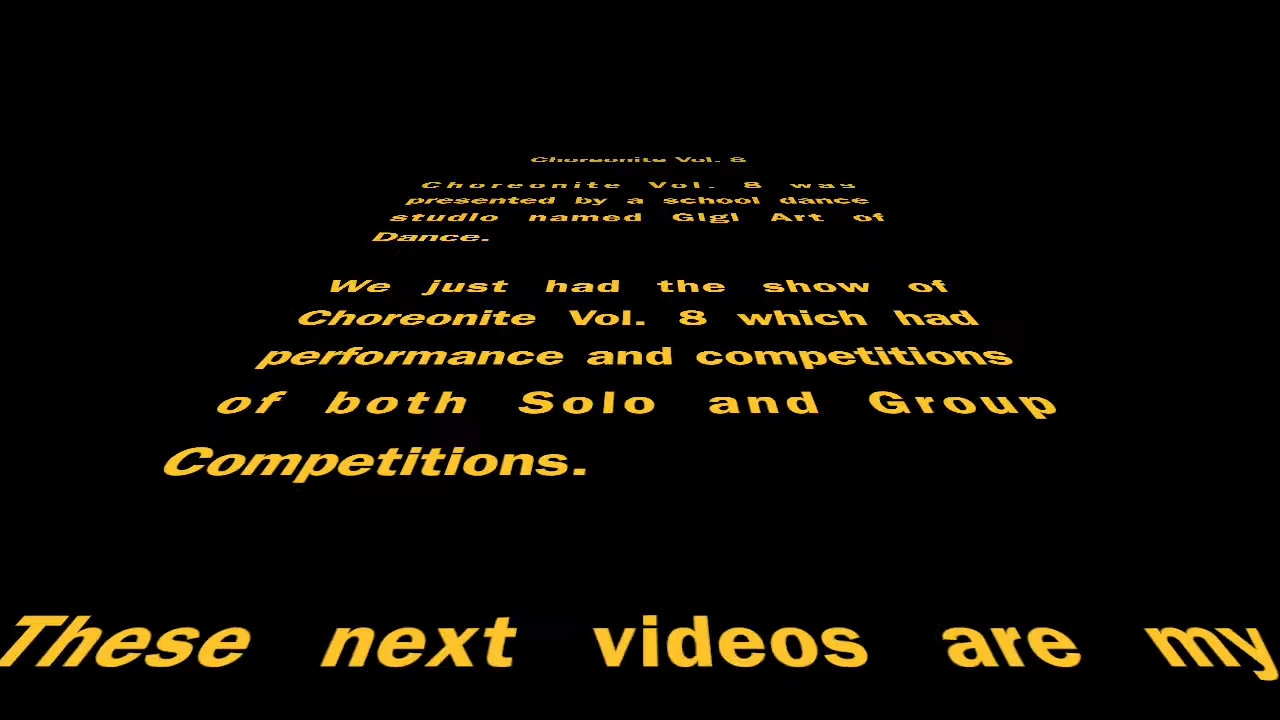 Choreonite Vol. 8
Choreonite Vol. 8 was
presented by a school dance
studio named Gigi Art of
Dance.
We just had the show of
Choreonite Vol. 8 which had
performance and competitions
of both Solo and Group
Competitions.
These next videos are my